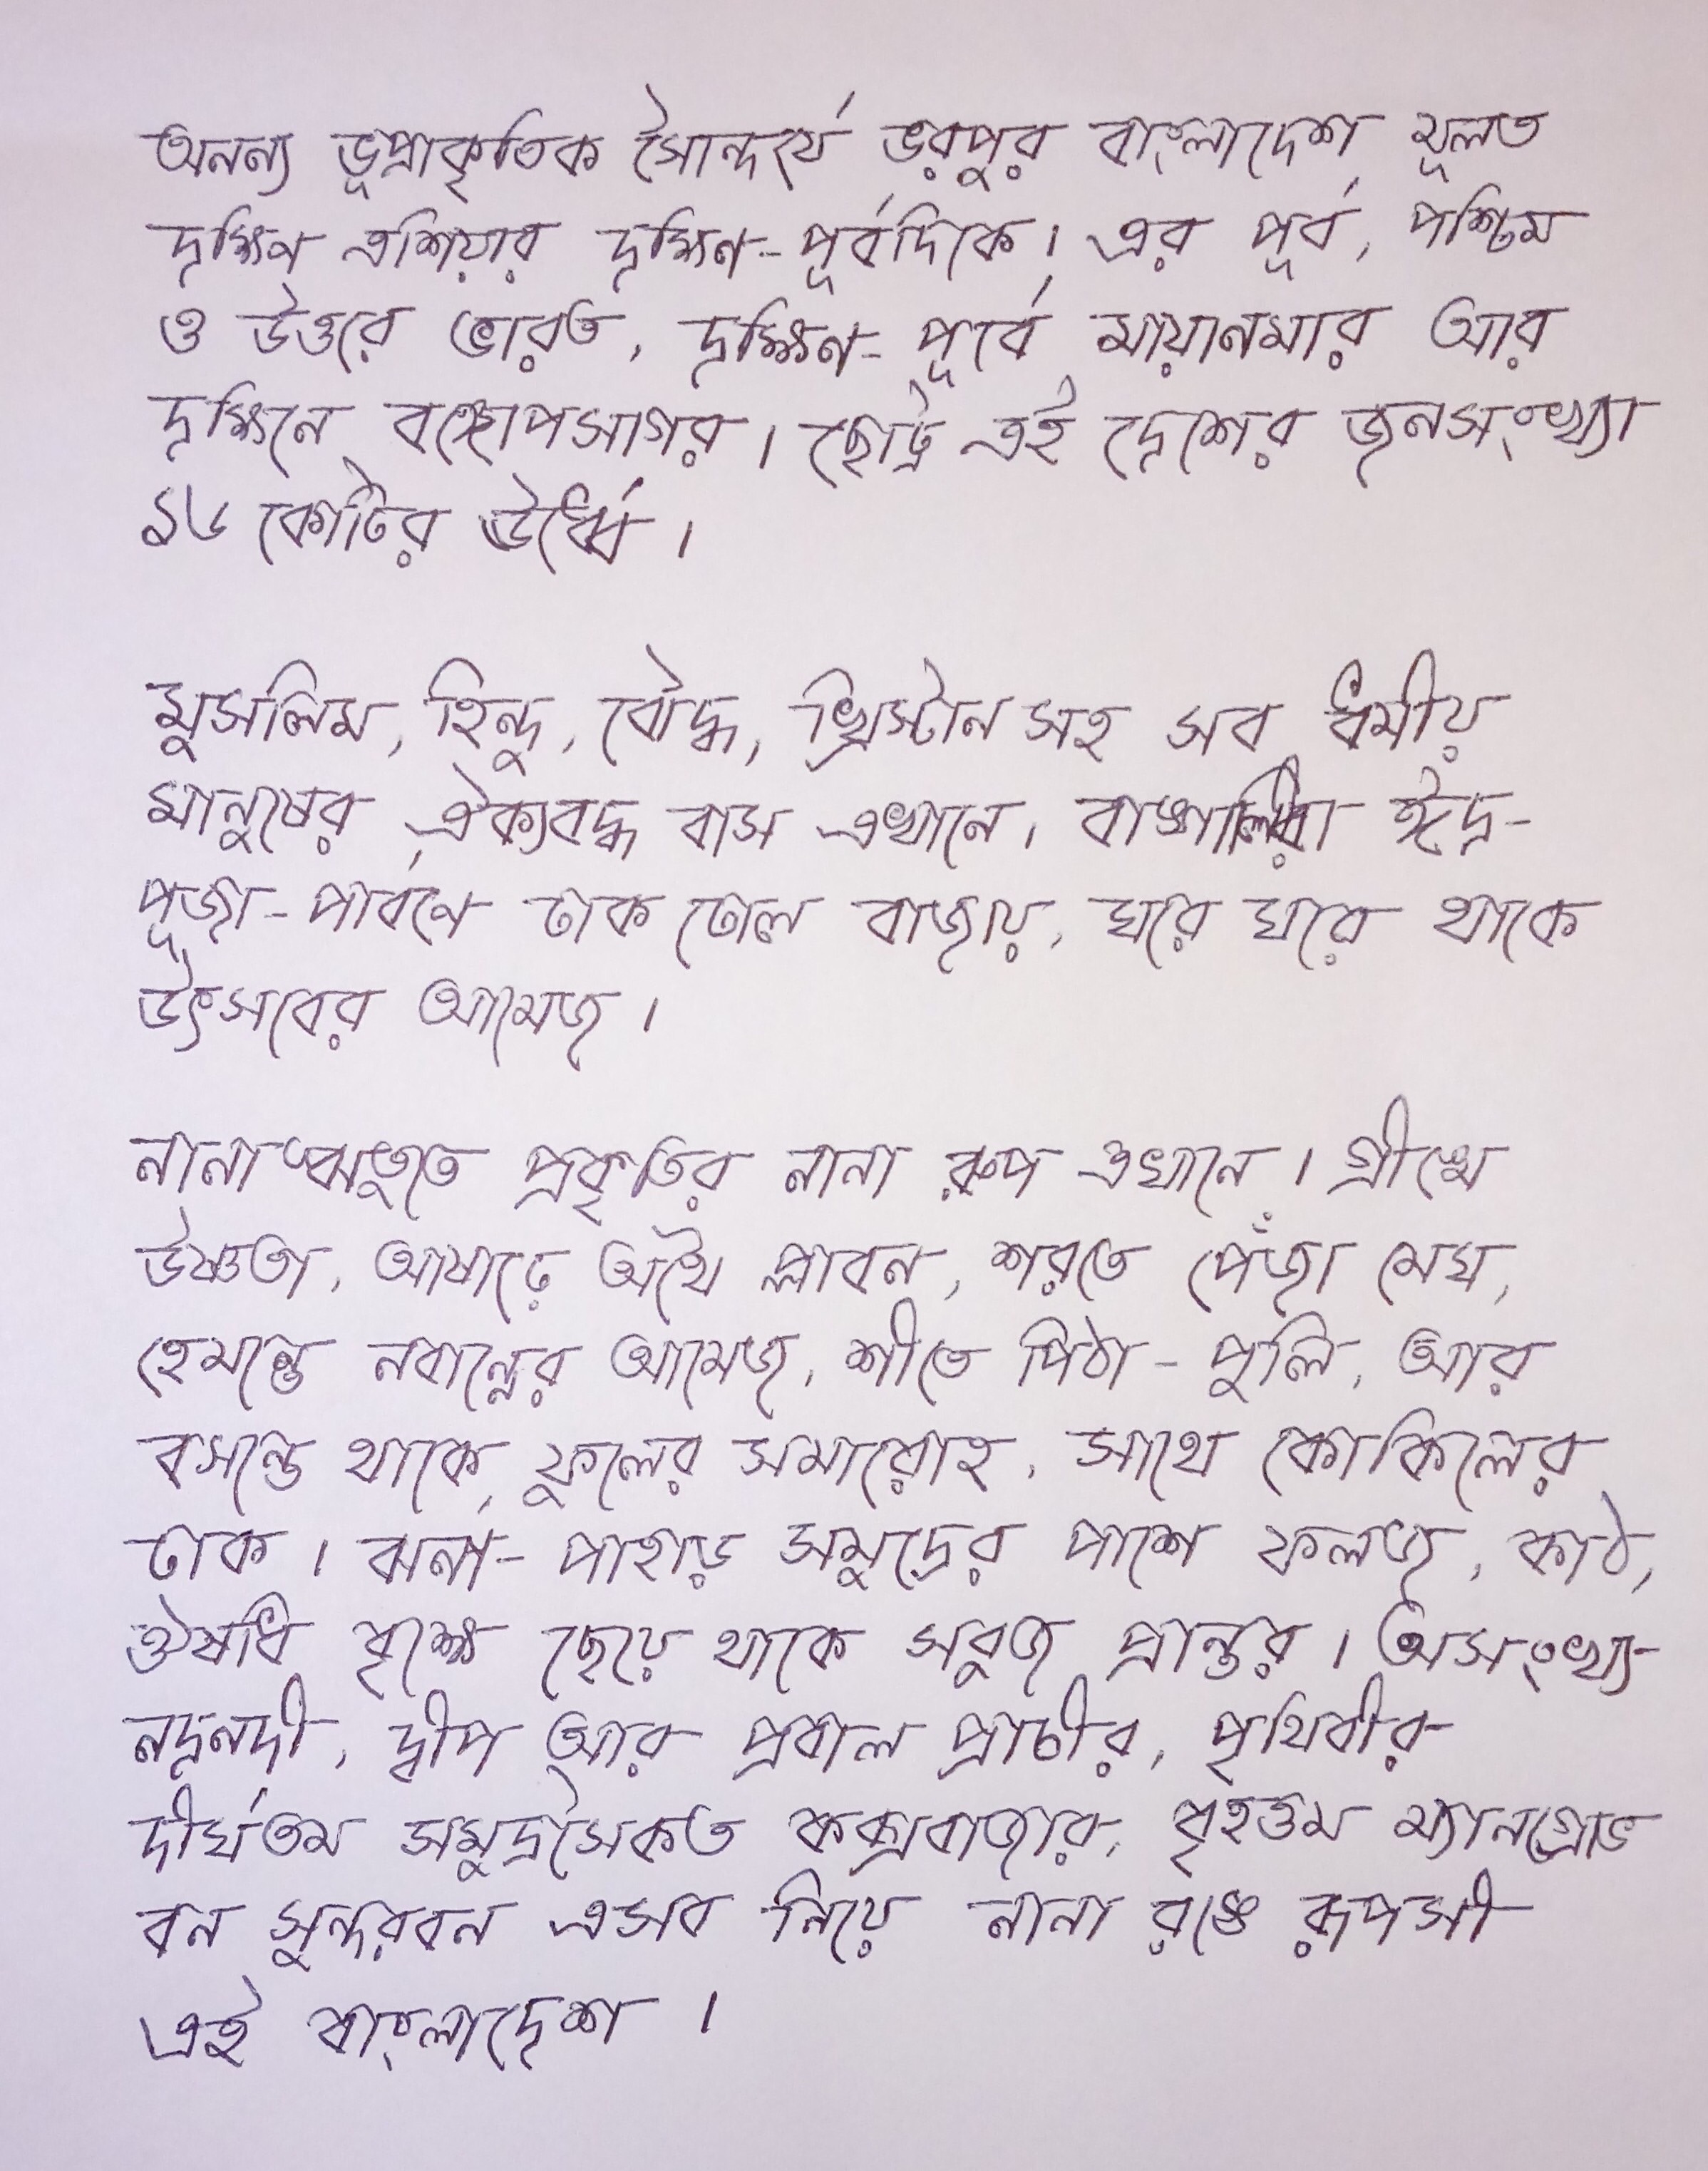 অনন্য ভূপ্রাকৃতিক সৌন্দর্যে ভরপুর বাংলাদেশ মূলত
দক্ষিণ এশিয়ার দক্ষিণ-পূর্বদিকে। এর পূর্ব, পশ্চিম
ও উত্তরে ভারত, দক্ষিণ-পূর্বে মায়ানমার আর
দক্ষিনে বঙ্গোপসাগর। ছোট্ট এই দেশের জনসংখ্যা
১৬ কোটির ঊর্ধ্বে।
মুসলিম, হিন্দু, বৌদ্ধ, খ্রিস্টান সহ সব ধর্মীয়
মানুষের ঐক্যবদ্ধ বাস এখানে। বাঙ্গালিরা ঈদ-
পূজা-পার্বনে ঢাক ঢোল বাজায়, ঘরে ঘরে থাকে
উৎসবের আমেজ।
নানা ঋতুতে প্রকৃতির নানা রুপ এখানে। গ্রীষ্মে
উষ্ণতা, আষাঢ়ে অথৈ প্লাবন, শরতে পেঁজা মেঘ,
হেমন্তে নবান্নের আমেজ, শীতে পিঠা-পুলি, আর
বসন্তে থাকে ফুলের সমারোহ, সাথে কোকিলের
ডাক। ঝর্ণা-পাহাড় সমুদ্রের পাশে ফলজ, কাঠ,
ঔষধি বৃক্ষে ছেয়ে থাকে সবুজ প্রান্তর। অসংখ্য
নদনদী, দ্বীপ আর প্রবাল প্রাচীর, পৃথিবীর
দীর্ঘতম সমুদ্রসৈকত কক্সবাজার, বৃহত্তম ম্যানগ্রোভ
বন সুন্দরবন এসব নিয়ে নানা রঙে রূপসী
এই বাংলাদেশ।